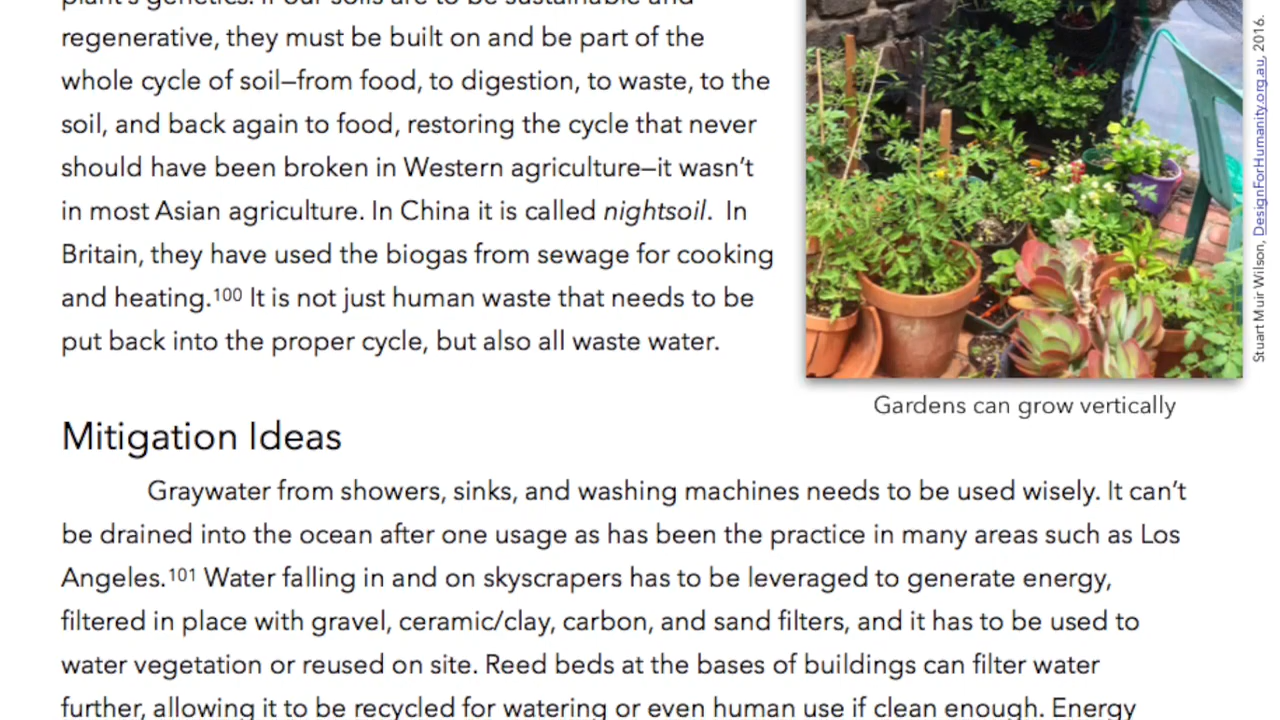 plant's genetics. If our soils are to be sustainable and
regenerative, they must be built on and be part of the
whole cycle of soil—from food, to digestion, to waste, to the
soil, and back again to food, restoring the cycle that never
should have been broken in Western agriculture—it wasn't
in most Asian agriculture. In China it is called nightsoil.  In
Britain, they have used the biogas from sewage for cooking
and heating.100 It is not just human waste that needs to be
put back into the proper cycle, but also all waste water.
Stuart Muir Wilson, DesignForHumanity.org.au, 2016.
Gardens can grow vertically
Mitigation Ideas
Graywater from showers, sinks, and washing machines needs to be used wisely. It can't
be drained into the ocean after one usage as has been the practice in many areas such as Los
Angeles.101 Water falling in and on skyscrapers has to be leveraged to generate energy,
filtered in place with gravel, ceramic/clay, carbon, and sand filters, and it has to be used to
water vegetation or reused on site. Reed beds at the bases of buildings can filter water
further, allowing it to be recycled for watering or even human use if clean enough. Energy